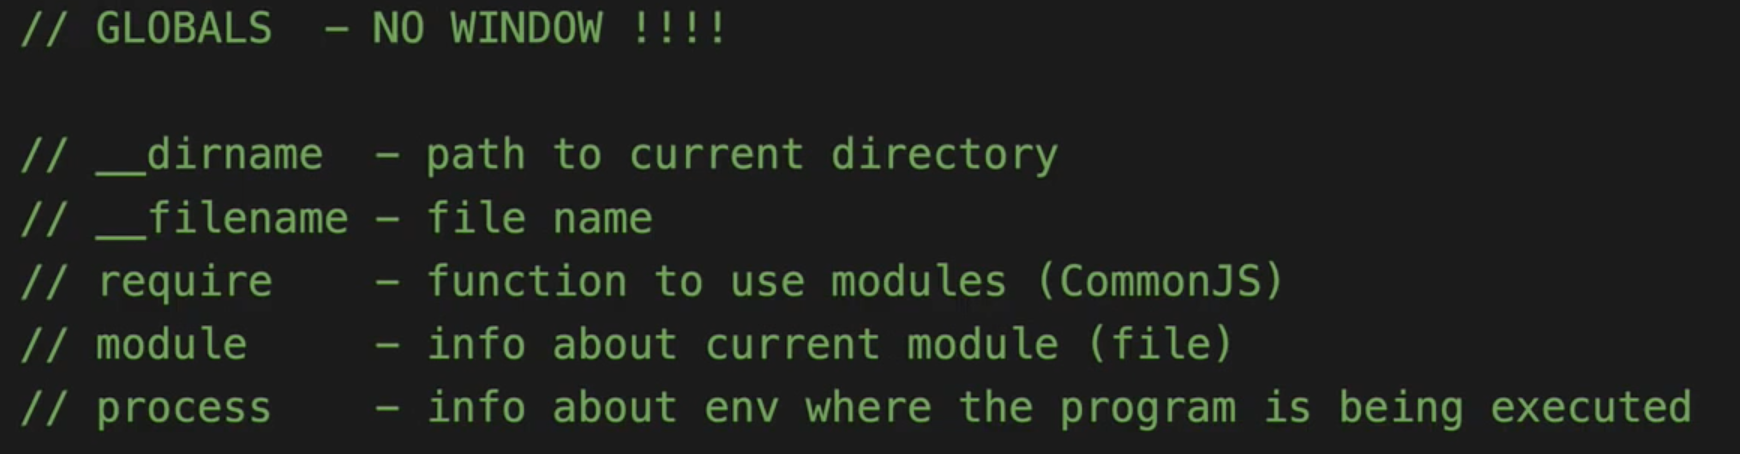 // GLOBALS  - NO WINDOW !!!!
// __dirname  - path to current directory
// __filename - file name
// require    - function to use modules (CommonJS)
// module     - info about current module (file)
// process    - info about env where the program is being executed